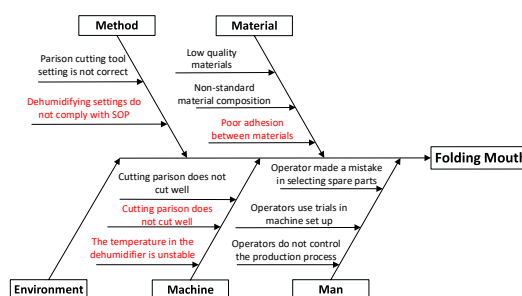 Method
Material
Parison cutting tool
setting is not correct
Dehumidifying settings do
not comply with SOP
Low quality
materials
Non-standard
material composition
Poor adhesion
between materials
Folding Mouth
Cutting parison does not
cut well
Cutting parison does
not cut well
The temperature in the
dehumidifier is unstable
Operator made a mistake
in selecting spare parts
Operators use trials in
machine set up
Operators do not control
the production process
Environment
Machine
Man